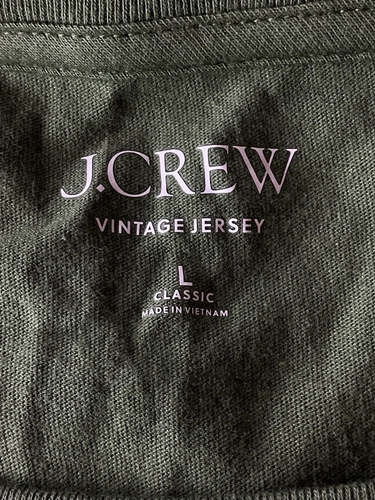 J.CREW
VINTAGE JERSEY
L
CLASSIC
MADE IN VIETNAM